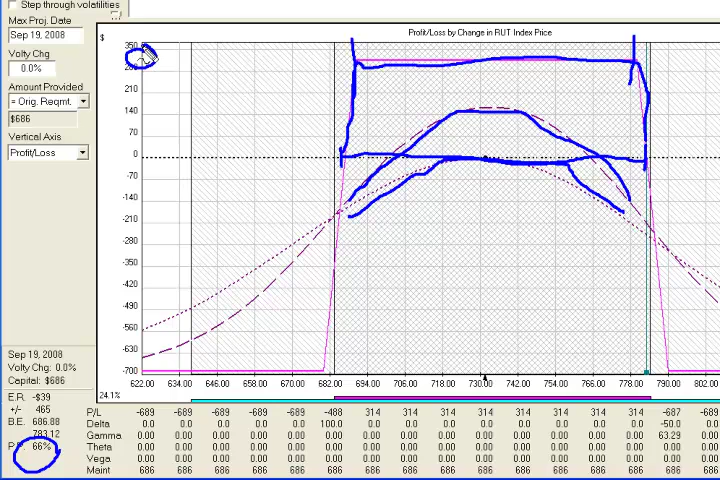 Step through volatilities
Max Proj. Date
Sep 19, 2008
Volty Chg
0.0%
Amount Provided
= Orig. Reqmt.
$686
Vertical Axis
Profit/Loss
Profit/Loss by Change in RUT Index Price
$
350
280
210
140
70
0
-70
-140
-210
-280
-350
-420
-490
-560
-630
-700
622.00 634.00 646.00 658.00 670.00 682.00 694.00 706.00 718.00 730.00 742.00 754.00 766.00 778.00 790.00 802.00
24.1%
Sep 19, 2008
Volty Chg: 0.0%
Capital: $686
E.R. -$39
+/- 465
B.E. 686.88
783.12
66%
P/L -689 -689 -689 -689 -689 -488 314 314 314 314 314 314 314 314 -687 -689
Delta 0.0 0.0 0.0 0.0 0.0 100.0 0.0 0.0 0.0 0.0 0.0 0.0 0.0 0.0 -50.0 0.0
Gamma 0.00 0.00 0.00 0.00 0.00 0.00 0.00 0.00 0.00 0.00 0.00 0.00 0.00 0.00 63.29 0.00
Theta 0.00 0.00 0.00 0.00 0.00 0.00 0.00 0.00 0.00 0.00 0.00 0.00 0.00 0.00 0.00 0.00
Vega 0.00 0.00 0.00 0.00 0.00 0.00 0.00 0.00 0.00 0.00 0.00 0.00 0.00 0.00 0.00 0.00
Maint 686 686 686 686 686 686 686 686 686 686 686 686 686 686 686 686